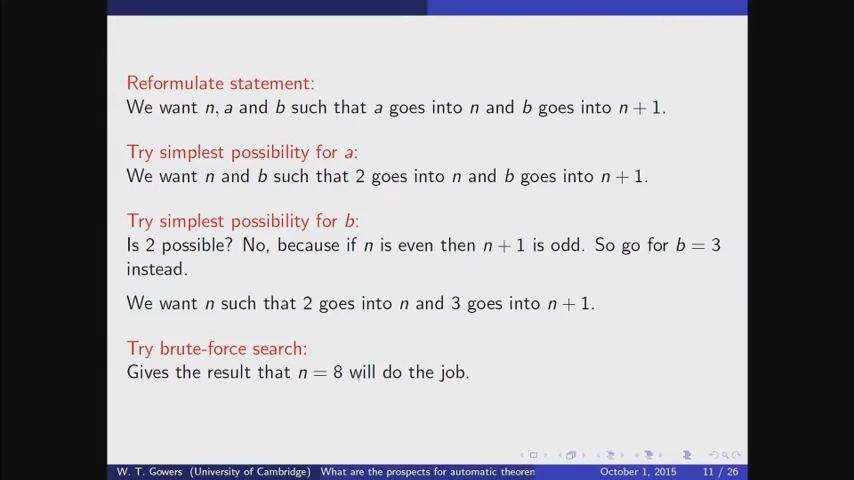 Reformulate statement:
We want n, a and b such that a goes into n and b goes into n + 1.
Try simplest possibility for a:
We want n and b such that 2 goes into n and b goes into n + 1.
Try simplest possibility for b:
Is 2 possible? No, because if n is even then n + 1 is odd. So go for b = 3
instead.
We want n such that 2 goes into n and 3 goes into n + 1.
Try brute-force search:
Gives the result that n = 8 will do the job.
W. T. Gowers (University of Cambridge) What are the prospects for automatic theorem October 1, 2015 11 / 26